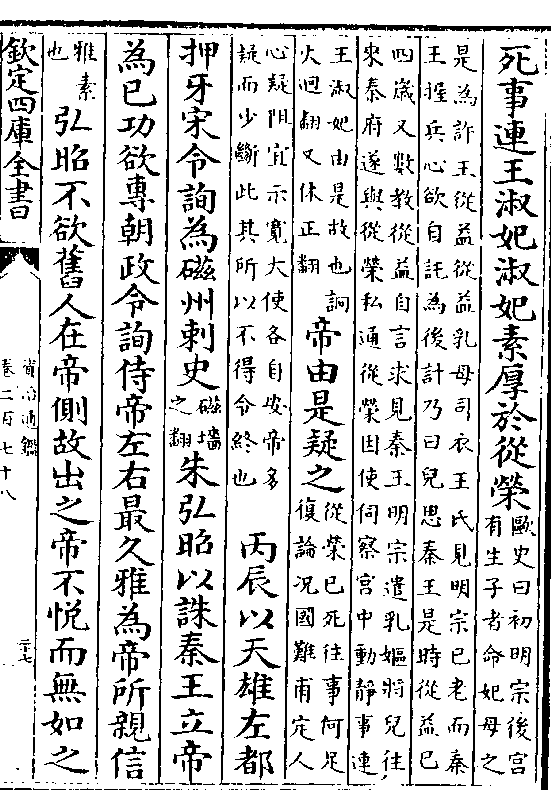 死事連王淑妃淑妃素厚於從榮歐史曰初明宗後宮
有生子者命妃母之
是為許王從益從益乳母司衣王氏見明宗已老而秦
王握兵心欲自託為後計乃曰兒思秦王是時從益已
四歲又數教從益自言求見秦王明宗遣乳嫗將兒往
來秦府遂與從榮私通從榮因使伺察宮中動靜事連
王淑妃由是故也詗
火迥翻又休正翻
帝由是疑之從榮已死往事何足
復論況國難甫定人
心疑阻宜示寬大使各自安帝多
疑而少斷此其所以不得令終也
丙辰以天雄左都
押牙宋令詢為磁州刺史磁墻
之翻
朱弘昭以誅秦王立帝
為已功欲專朝政令詢侍帝左右最久雅為帝所親信
雅素
也
弘昭不欲舊人在帝側故出之帝不悅而無如之
欽定四庫全書
資治通鑑
卷二百七十八
二十七